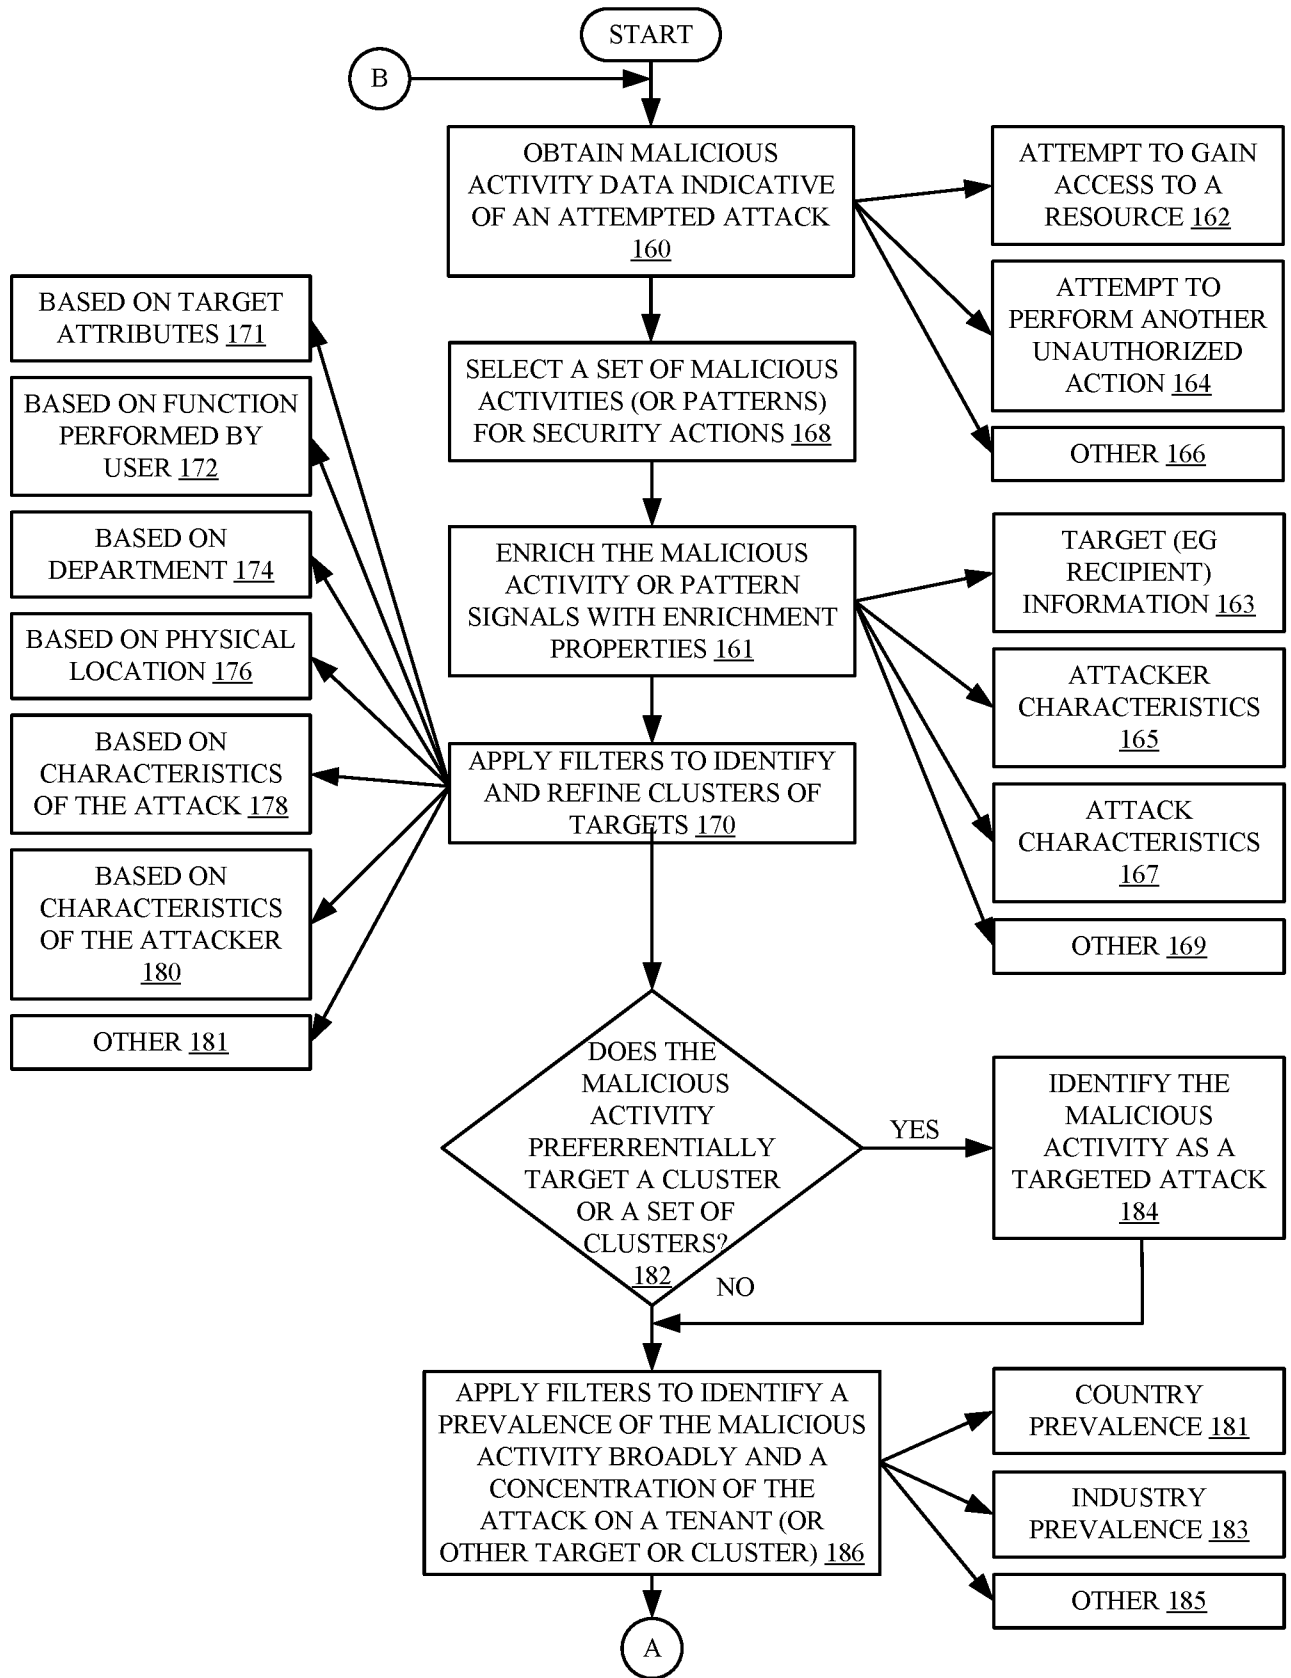 START
B
OBTAIN MALICIOUS
ACTIVITY DATA INDICATIVE
OF AN ATTEMPTED ATTACK
160
ATTEMPT TO GAIN
ACCESS TO A
RESOURCE 162
ATTEMPT TO
PERFORM ANOTHER
UNAUTHORIZED
ACTION 164
OTHER 166
SELECT A SET OF MALICIOUS
ACTIVITIES (OR PATTERNS)
FOR SECURITY ACTIONS 168
ENRICH THE MALICIOUS
ACTIVITY OR PATTERN
SIGNALS WITH ENRICHMENT
PROPERTIES 161
TARGET (EG
RECIPIENT)
INFORMATION 163
ATTACKER
CHARACTERISTICS
165
ATTACK
CHARACTERISTICS
167
OTHER 169
APPLY FILTERS TO IDENTIFY
AND REFINE CLUSTERS OF
TARGETS 170
BASED ON TARGET
ATTRIBUTES 171
BASED ON FUNCTION
PERFORMED BY
USER 172
BASED ON
DEPARTMENT 174
BASED ON PHYSICAL
LOCATION 176
BASED ON
CHARACTERISTICS
OF THE ATTACK 178
BASED ON
CHARACTERISTICS
OF THE ATTACKER
180
OTHER 181
DOES THE
MALICIOUS
ACTIVITY
PREFERRENTIALLY
TARGET A CLUSTER
OR A SET OF
CLUSTERS?
182
YES
NO
IDENTIFY THE
MALICIOUS
ACTIVITY AS A
TARGETED ATTACK
184
APPLY FILTERS TO IDENTIFY A
PREVALENCE OF THE MALICIOUS
ACTIVITY BROADLY AND A
CONCENTRATION OF THE
ATTACK ON A TENANT (OR
OTHER TARGET OR CLUSTER) 186
COUNTRY
PREVALENCE 181
INDUSTRY
PREVALENCE 183
OTHER 185
A